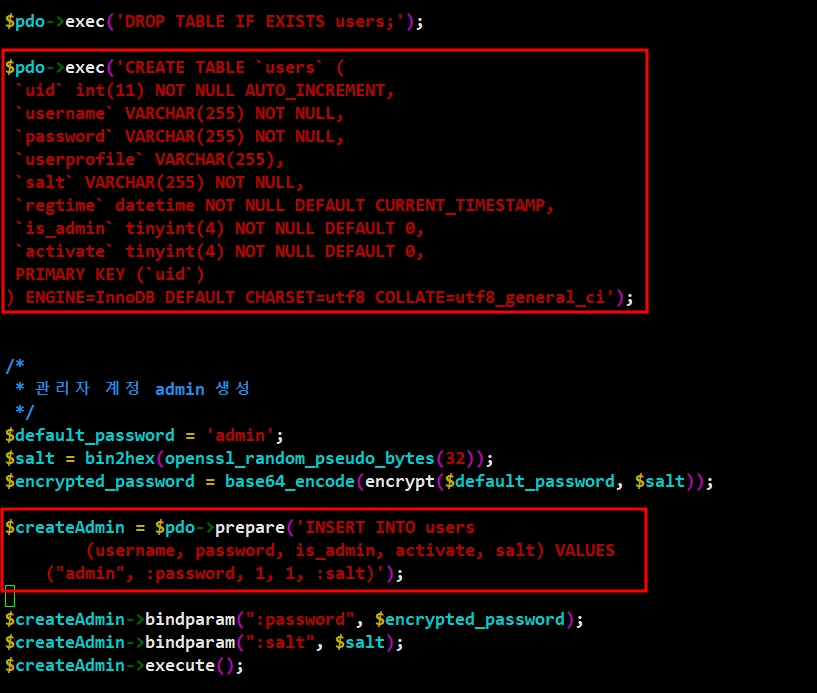 $pdo->exec('DROP TABLE IF EXISTS users;');
$pdo->exec('CREATE TABLE `users` (
`uid` int(11) NOT NULL AUTO_INCREMENT,
`username` VARCHAR(255) NOT NULL,
`password` VARCHAR(255) NOT NULL,
`userprofile` VARCHAR(255),
`salt` VARCHAR(255) NOT NULL,
`regtime` datetime NOT NULL DEFAULT CURRENT_TIMESTAMP,
`is_admin` tinyint(4) NOT NULL DEFAULT 0,
`activate` tinyint(4) NOT NULL DEFAULT 0,
PRIMARY KEY (`uid`)
) ENGINE=InnoDB DEFAULT CHARSET=utf8 COLLATE=utf8_general_ci');
/*
* 관리자 계정 admin 생성
*/
$default_password = 'admin';
$salt = bin2hex(openssl_random_pseudo_bytes(32));
$encrypted_password = base64_encode(encrypt($default_password, $salt));
$createAdmin = $pdo->prepare('INSERT INTO users
(username, password, is_admin, activate, salt) VALUES
("admin", :password, 1, 1, :salt)');
$createAdmin->bindparam(":password", $encrypted_password);
$createAdmin->bindparam(":salt", $salt);
$createAdmin->execute();